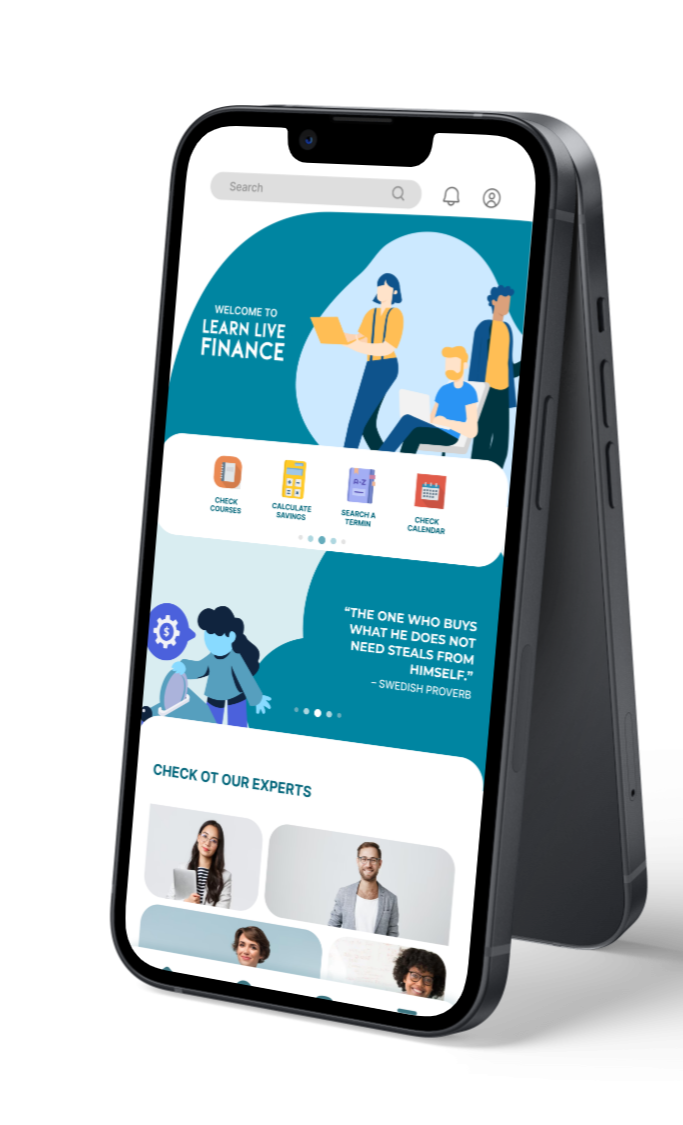 Search
WELCOME TO
LEARN LIVE
FINANCE
CHECK
COURSES
CALCULATE
SAVINGS
A-Z
SEARCH A
TERMIN
CHECK
CALENDAR
$
“THE ONE WHO BUYS
WHAT HE DOES NOT
NEED STEALS FROM
HIMSELF.”
– SWEDISH PROVERB
CHECK OT OUR EXPERTS